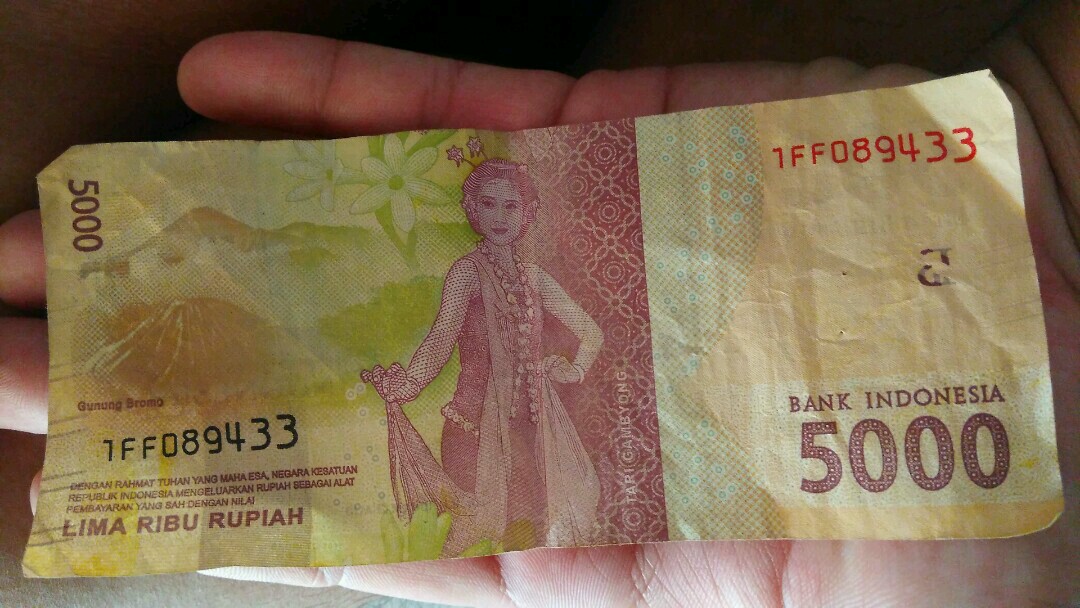 5000
1FF089433
Gunung Bromo
1FF089433
DENGAN RAHMAT TUHAN YANG MAHA ESA, NEGARA KESATUAN
REPUBLIK INDONESIA MENGELUARKAN RUPIAH SEBAGAI ALAT
PEMBAYARAN YANG SAH DENGAN NILAI
LIMA RIBU RUPIAH
TARI GAMBYONG
BANK INDONESIA
5000